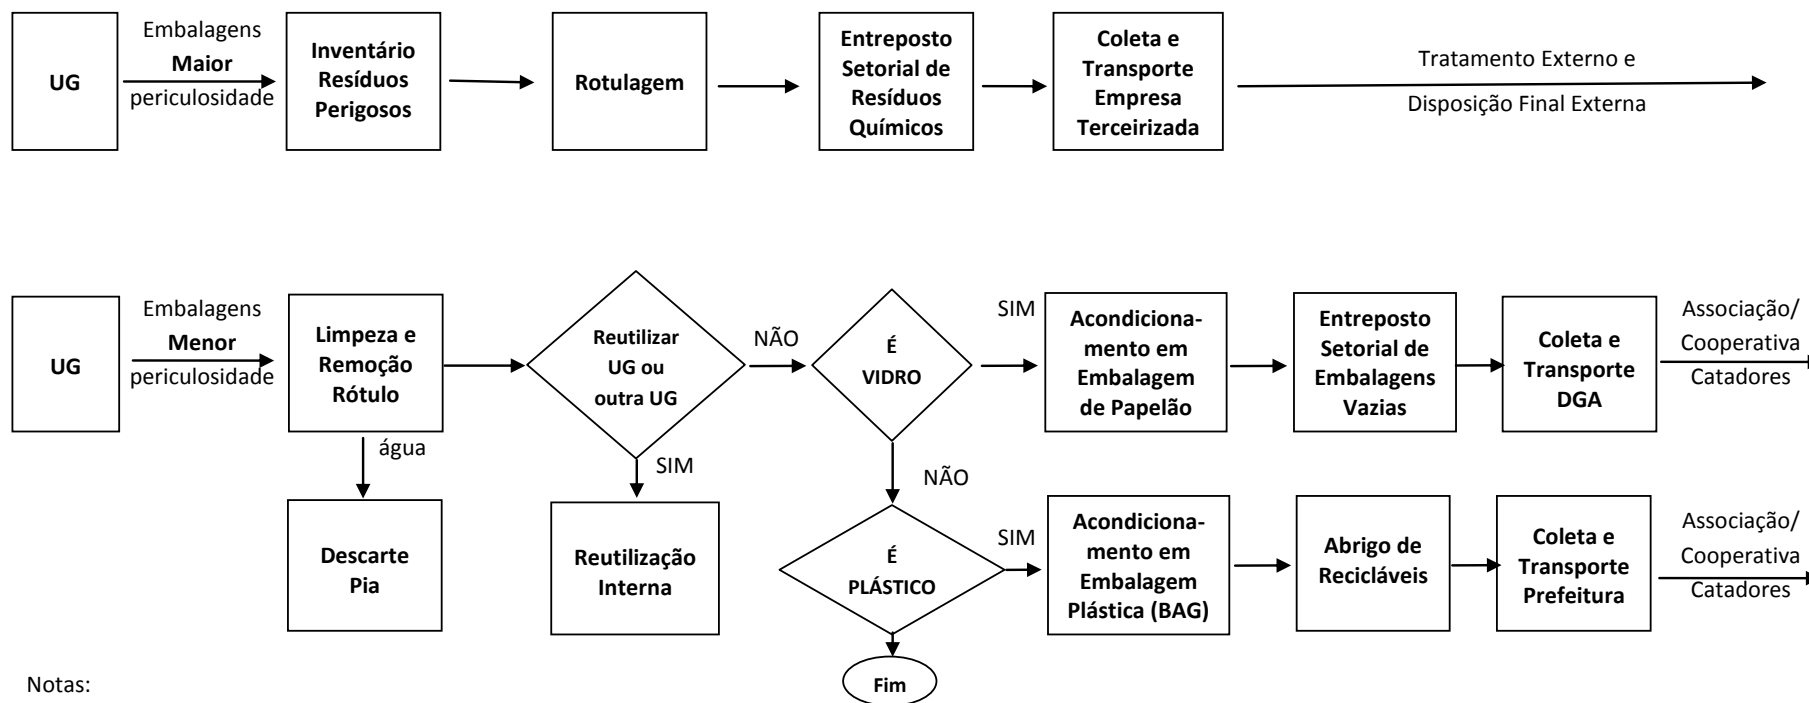 UG
Embalagens
Maior
periculosidade
Inventário
Resíduos
Perigosos
Rotulagem
Entreposto
Setorial de
Resíduos
Químicos
Coleta e
Transporte
Empresa
Terceirizada
Tratamento Externo e
Disposição Final Externa
UG
Embalagens
Menor
periculosidade
Limpeza e
Remoção
Rótulo
água
Descarte
Pia
Reutilizar
UG ou
outra UG
SIM
Reutilização
Interna
NÃO
É
VIDRO
SIM
Acondiciona-
mento em
Embalagem
de Papelão
Entreposto
Setorial de
Embalagens
Vazias
Coleta e
Transporte
DGA
Associação/
Cooperativa
Catadores
NÃO
É
PLÁSTICO
SIM
Acondiciona-
mento em
Embalagem
Plástica (BAG)
Abrigo de
Recicláveis
Coleta e
Transporte
Prefeitura
Associação/
Cooperativa
Catadores
Fim
Notas: